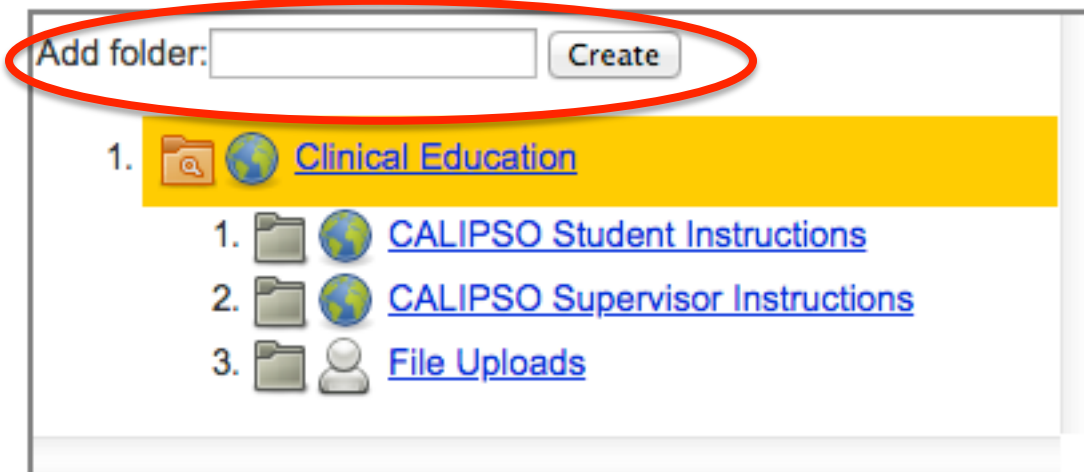 Add folder: Create
1. Clinical Education
1. CALIPSO Student Instructions
2. CALIPSO Supervisor Instructions
3. File Uploads